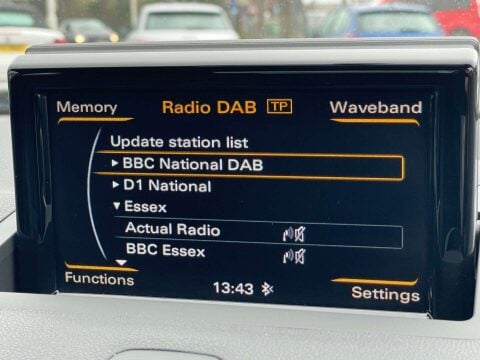 Memory Radio DAB TP Waveband
Update station list
BBC National DAB
D1 National
Essex
Actual Radio
BBC Essex
Functions 13:43 Settings